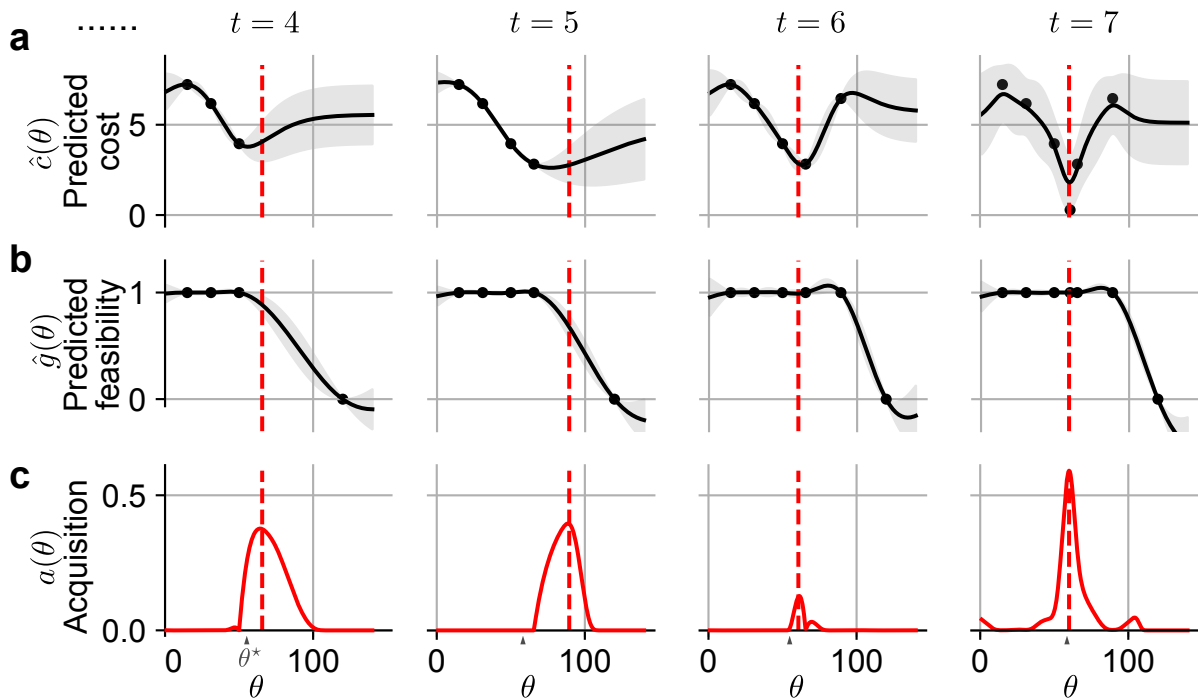 ...... t = 4 t = 5 t = 6 t = 7
a
ĉ(θ)
Predicted
cost
5
0
b
ĝ(θ)
Predicted
feasibility
1
0
c
a(θ)
Acquisition
0.5
0.0
θ⋆
0 100 0 100 0 100 0 100
θ θ θ θ